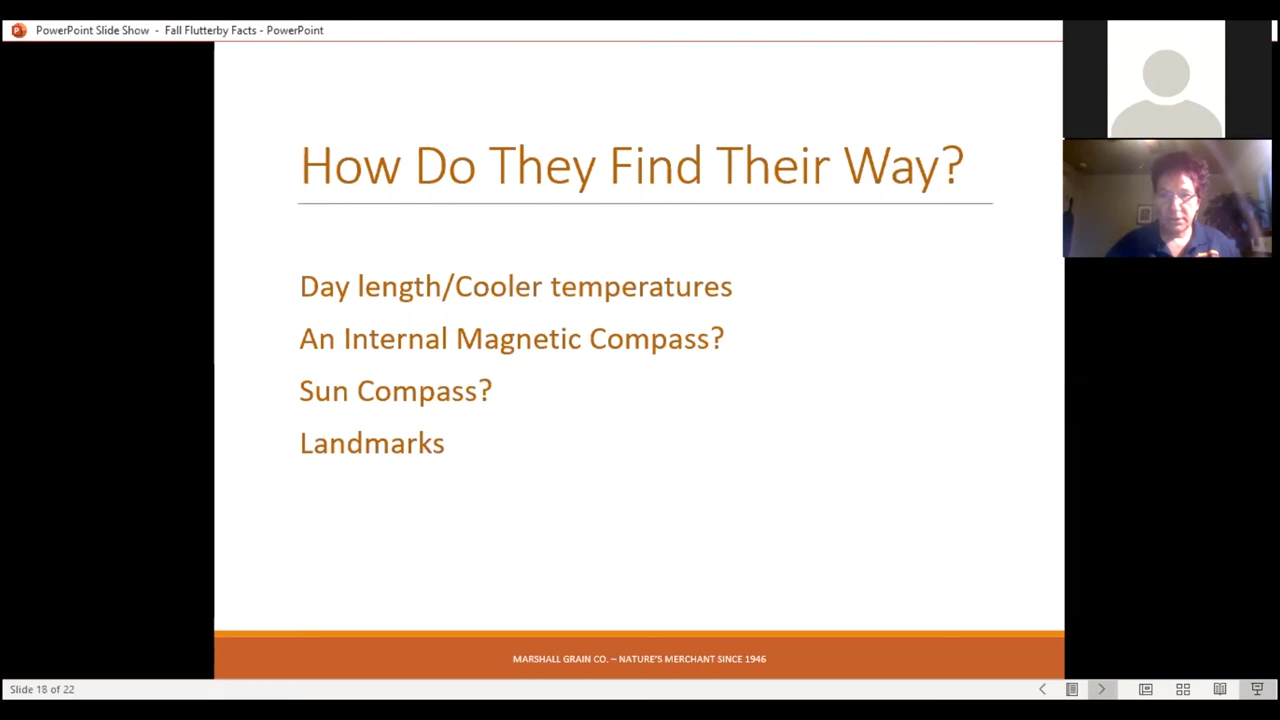 PowerPoint Slide Show - Fall Flutterby Facts - PowerPoint
How Do They Find Their Way?
Day length/Cooler temperatures
An Internal Magnetic Compass?
Sun Compass?
Landmarks
MARSHALL GRAIN CO. – NATURE'S MERCHANT SINCE 1946
Slide 18 of 22